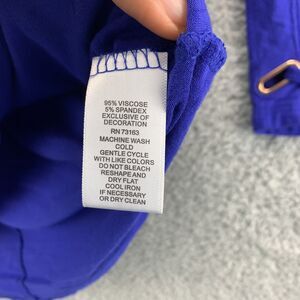 95% VISCOSE
5% SPANDEX
EXCLUSIVE OF
DECORATION
RN 73163
MACHINE WASH
COLD
GENTLE CYCLE
WITH LIKE COLORS
DO NOT BLEACH
RESHAPE AND
DRY FLAT
COOL IRON
IF NECESSARY
OR DRY CLEAN